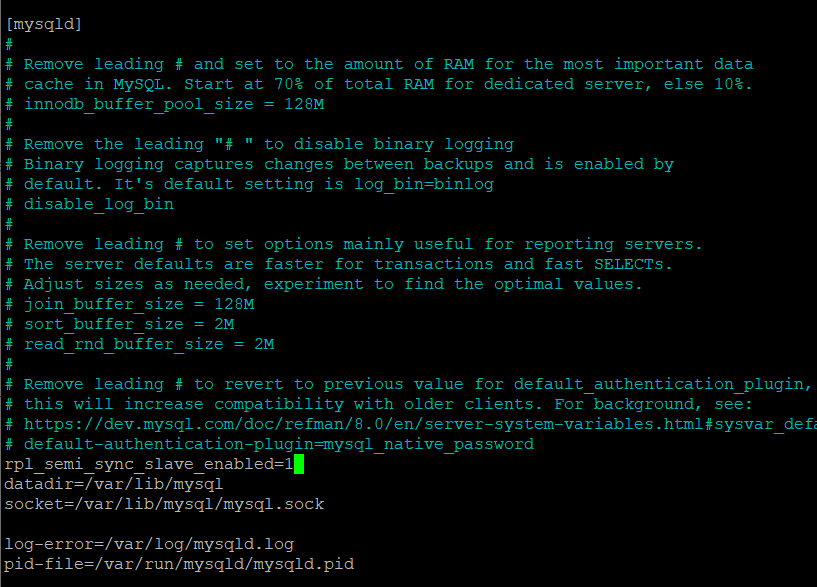 [mysqld]
#
# Remove leading # and set to the amount of RAM for the most important data
# cache in MySQL. Start at 70% of total RAM for dedicated server, else 10%.
# innodb_buffer_pool_size = 128M
#
# Remove the leading "# " to disable binary logging
# Binary logging captures changes between backups and is enabled by
# default. It's default setting is log_bin=binlog
# disable_log_bin
#
# Remove leading # to set options mainly useful for reporting servers.
# The server defaults are faster for transactions and fast SELECTs.
# Adjust sizes as needed, experiment to find the optimal values.
# join_buffer_size = 128M
# sort_buffer_size = 2M
# read_rnd_buffer_size = 2M
#
# Remove leading # to revert to previous value for default_authentication_plugin,
# this will increase compatibility with older clients. For background, see:
# https://dev.mysql.com/doc/refman/8.0/en/server-system-variables.html#sysvar_defa
# default-authentication-plugin=mysql_native_password
rpl_semi_sync_slave_enabled=1
datadir=/var/lib/mysql
socket=/var/lib/mysql/mysql.sock
log-error=/var/log/mysqld.log
pid-file=/var/run/mysqld/mysqld.pid